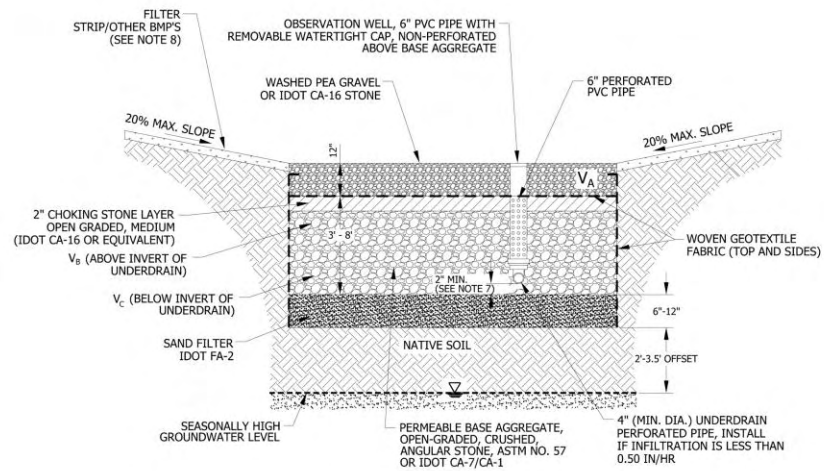 FILTER
STRIP/OTHER BMP'S
(SEE NOTE 8)
OBSERVATION WELL, 6" PVC PIPE WITH
REMOVABLE WATERTIGHT CAP, NON-PERFORATED
ABOVE BASE AGGREGATE
WASHED PEA GRAVEL
OR IDOT CA-16 STONE
6" PERFORATED
PVC PIPE
20% MAX. SLOPE
20% MAX. SLOPE
12"
VA
2" CHOKING STONE LAYER
OPEN GRADED, MEDIUM
(IDOT CA-16 OR EQUIVALENT)
3' - 8'
VB (ABOVE INVERT OF
UNDERDRAIN)
WOVEN GEOTEXTILE
FABRIC (TOP AND SIDES)
2" MIN.
(SEE NOTE 7)
VC (BELOW INVERT OF
UNDERDRAIN)
6"-12"
SAND FILTER
IDOT FA-2
NATIVE SOIL
2'-3.5' OFFSET
SEASONALLY HIGH
GROUNDWATER LEVEL
PERMEABLE BASE AGGREGATE,
OPEN-GRADED, CRUSHED,
ANGULAR STONE, ASTM NO. 57
OR IDOT CA-7/CA-1
4" (MIN. DIA.) UNDERDRAIN
PERFORATED PIPE, INSTALL
IF INFILTRATION IS LESS THAN
0.50 IN/HR